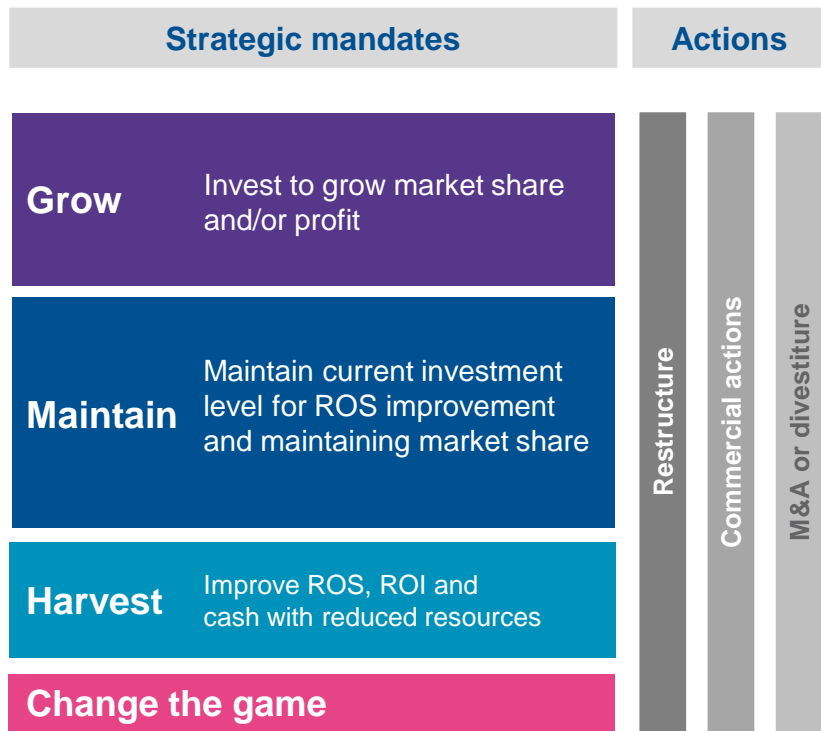 Strategic mandates
Actions
Grow
Invest to grow market share
and/or profit
Maintain
Maintain current investment
level for ROS improvement
and maintaining market share
Harvest
Improve ROS, ROI and
cash with reduced resources
Change the game
Restructure
Commercial actions
M&A or divestiture